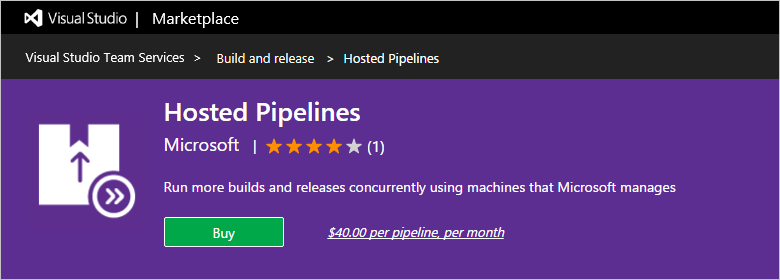 Visual Studio | Marketplace
Visual Studio Team Services > Build and release > Hosted Pipelines
Hosted Pipelines
Microsoft | (1)
Run more builds and releases concurrently using machines that Microsoft manages
Buy $40.00 per pipeline, per month